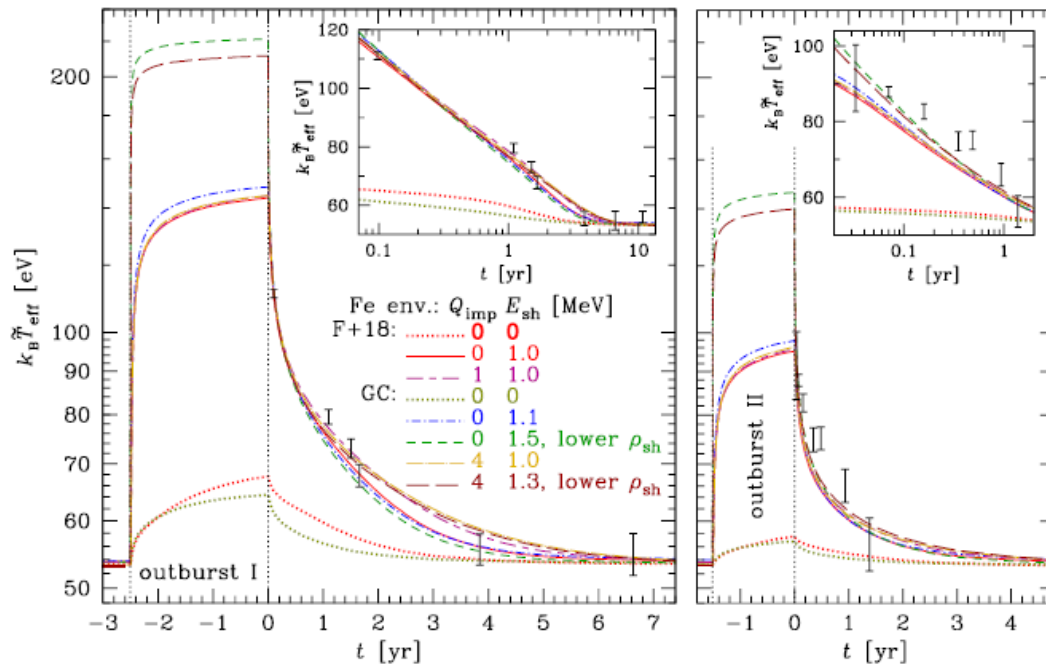 200
100
90
80
70
60
50
k_B T̃_eff [eV]
−3 −2 −1 0 1 2 3 4 5 6 7
t [yr]
outburst I
120
100
80
60
k_B T̃_eff [eV]
0.1 1 10
t [yr]
Fe env.: Q_imp E_sh [MeV]
F+18: 0 0
0 1.0
1 1.0
GC: 0 0
0 1.1
0 1.5, lower ρ_sh
4 1.0
4 1.3, lower ρ_sh
outburst II
−1 0 1 2 3 4
t [yr]
100
80
60
k_B T̃_eff [eV]
0.1 1
t [yr]